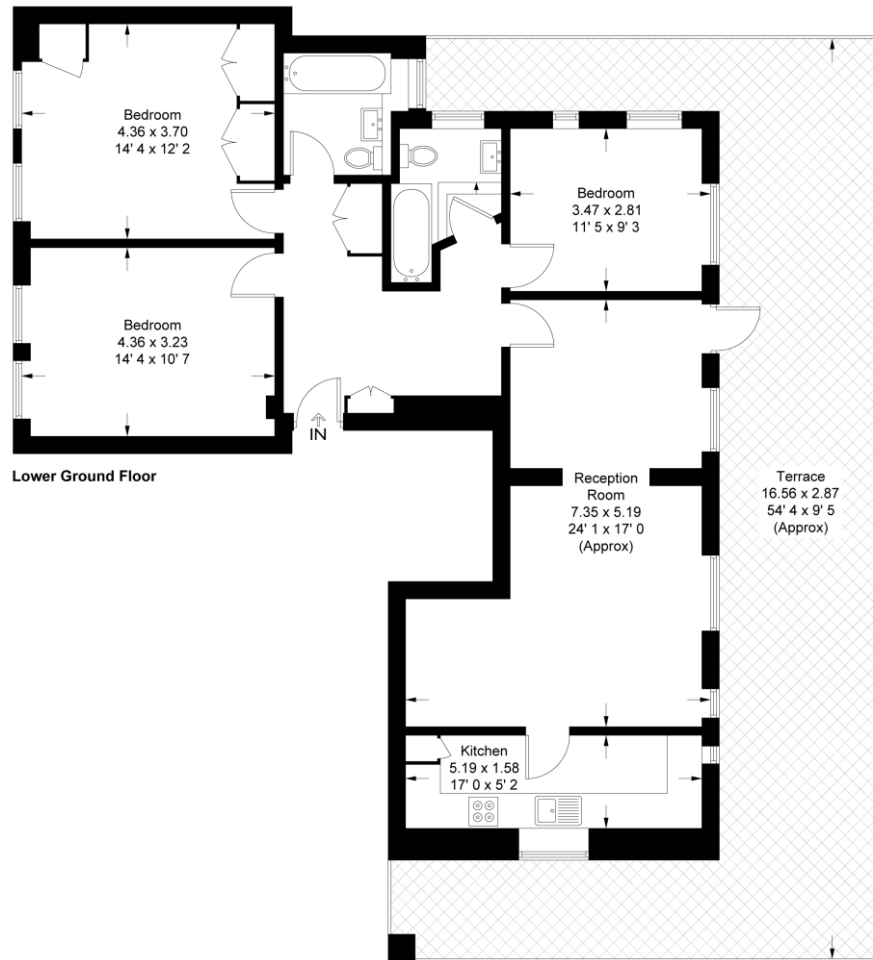 Bedroom
4.36 x 3.70
14' 4 x 12' 2
Bedroom
3.47 x 2.81
11' 5 x 9' 3
Bedroom
4.36 x 3.23
14' 4 x 10' 7
IN
Lower Ground Floor
Reception
Room
7.35 x 5.19
24' 1 x 17' 0
(Approx)
Terrace
16.56 x 2.87
54' 4 x 9' 5
(Approx)
Kitchen
5.19 x 1.58
17' 0 x 5' 2